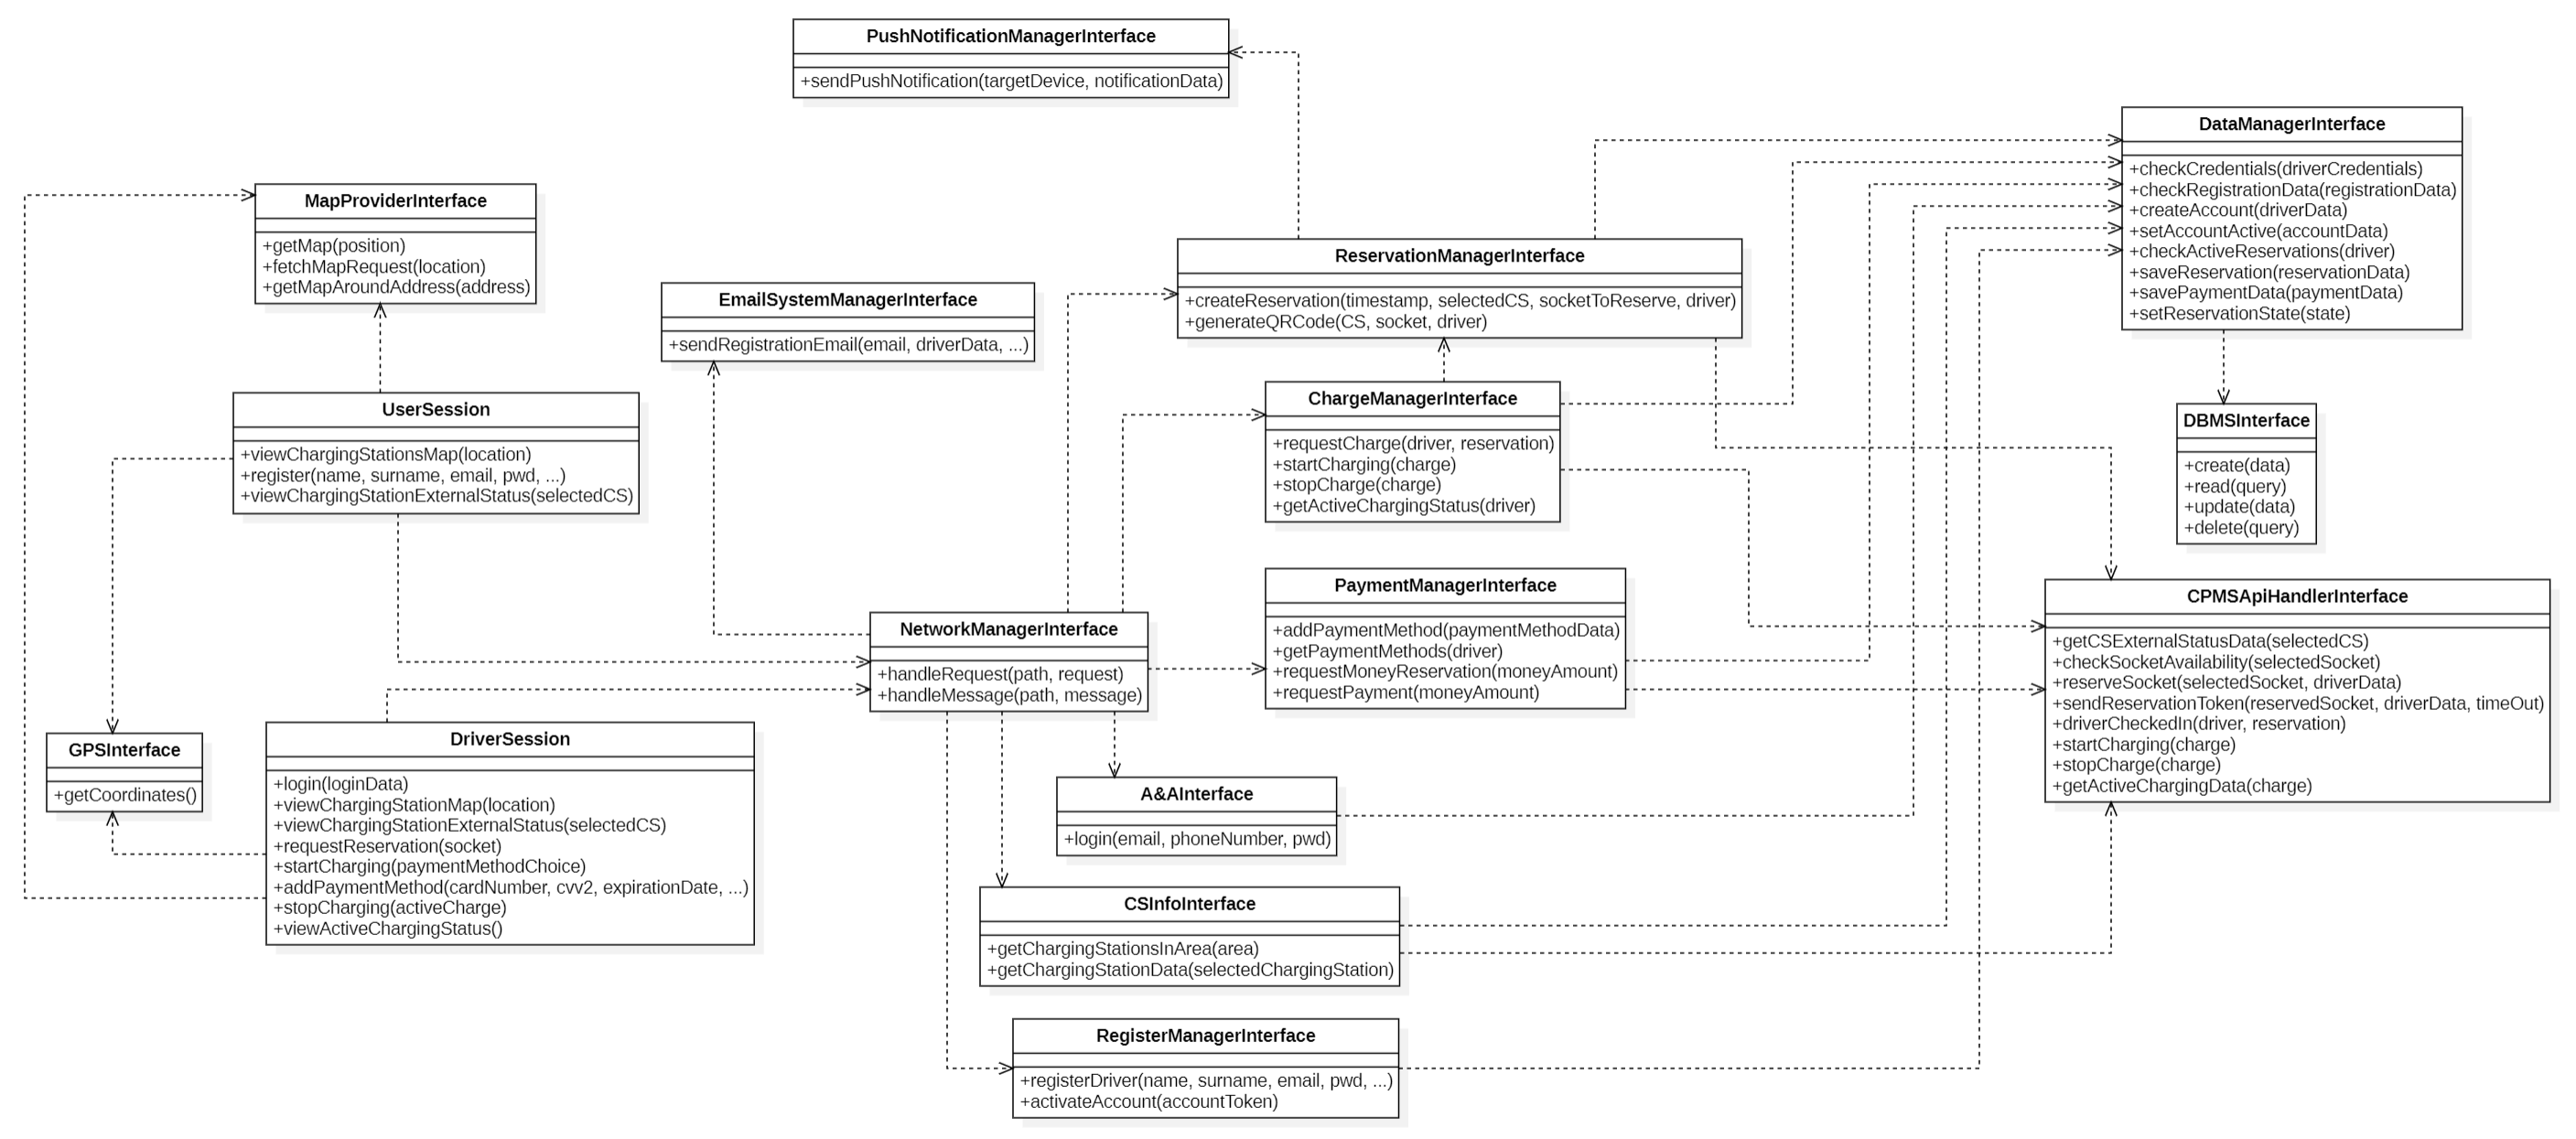 PushNotificationManagerInterface
+sendPushNotification(targetDevice, notificationData)
DataManagerInterface
+checkCredentials(driverCredentials)
+checkRegistrationData(registrationData)
+createAccount(driverData)
+setAccountActive(accountData)
+checkActiveReservations(driver)
+saveReservation(reservationData)
+savePaymentData(paymentData)
+setReservationState(state)
MapProviderInterface
+getMap(position)
+fetchMapRequest(location)
+getMapAroundAddress(address)
ReservationManagerInterface
+createReservation(timestamp, selectedCS, socketToReserve, driver)
+generateQRCode(CS, socket, driver)
EmailSystemManagerInterface
+sendRegistrationEmail(email, driverData, ...)
UserSession
+viewChargingStationsMap(location)
+register(name, surname, email, pwd, ...)
+viewChargingStationExternalStatus(selectedCS)
ChargeManagerInterface
+requestCharge(driver, reservation)
+startCharging(charge)
+stopCharge(charge)
+getActiveChargingStatus(driver)
DBMSInterface
+create(data)
+read(query)
+update(data)
+delete(query)
PaymentManagerInterface
+addPaymentMethod(paymentMethodData)
+getPaymentMethods(driver)
+requestMoneyReservation(moneyAmount)
+requestPayment(moneyAmount)
CPMSApiHandlerInterface
+getCSExternalStatusData(selectedCS)
+checkSocketAvailability(selectedSocket)
+reserveSocket(selectedSocket, driverData)
+sendReservationToken(reservedSocket, driverData, timeOut)
+driverCheckedIn(driver, reservation)
+startCharging(charge)
+stopCharge(charge)
+getActiveChargingData(charge)
NetworkManagerInterface
+handleRequest(path, request)
+handleMessage(path, message)
GPSInterface
+getCoordinates()
DriverSession
+login(loginData)
+viewChargingStationMap(location)
+viewChargingStationExternalStatus(selectedCS)
+requestReservation(socket)
+startCharging(paymentMethodChoice)
+addPaymentMethod(cardNumber, cvv2, expirationDate, ...)
+stopCharging(activeCharge)
+viewActiveChargingStatus()
A&AInterface
+login(email, phoneNumber, pwd)
CSInfoInterface
+getChargingStationsInArea(area)
+getChargingStationData(selectedChargingStation)
RegisterManagerInterface
+registerDriver(name, surname, email, pwd, ...)
+activateAccount(accountToken)